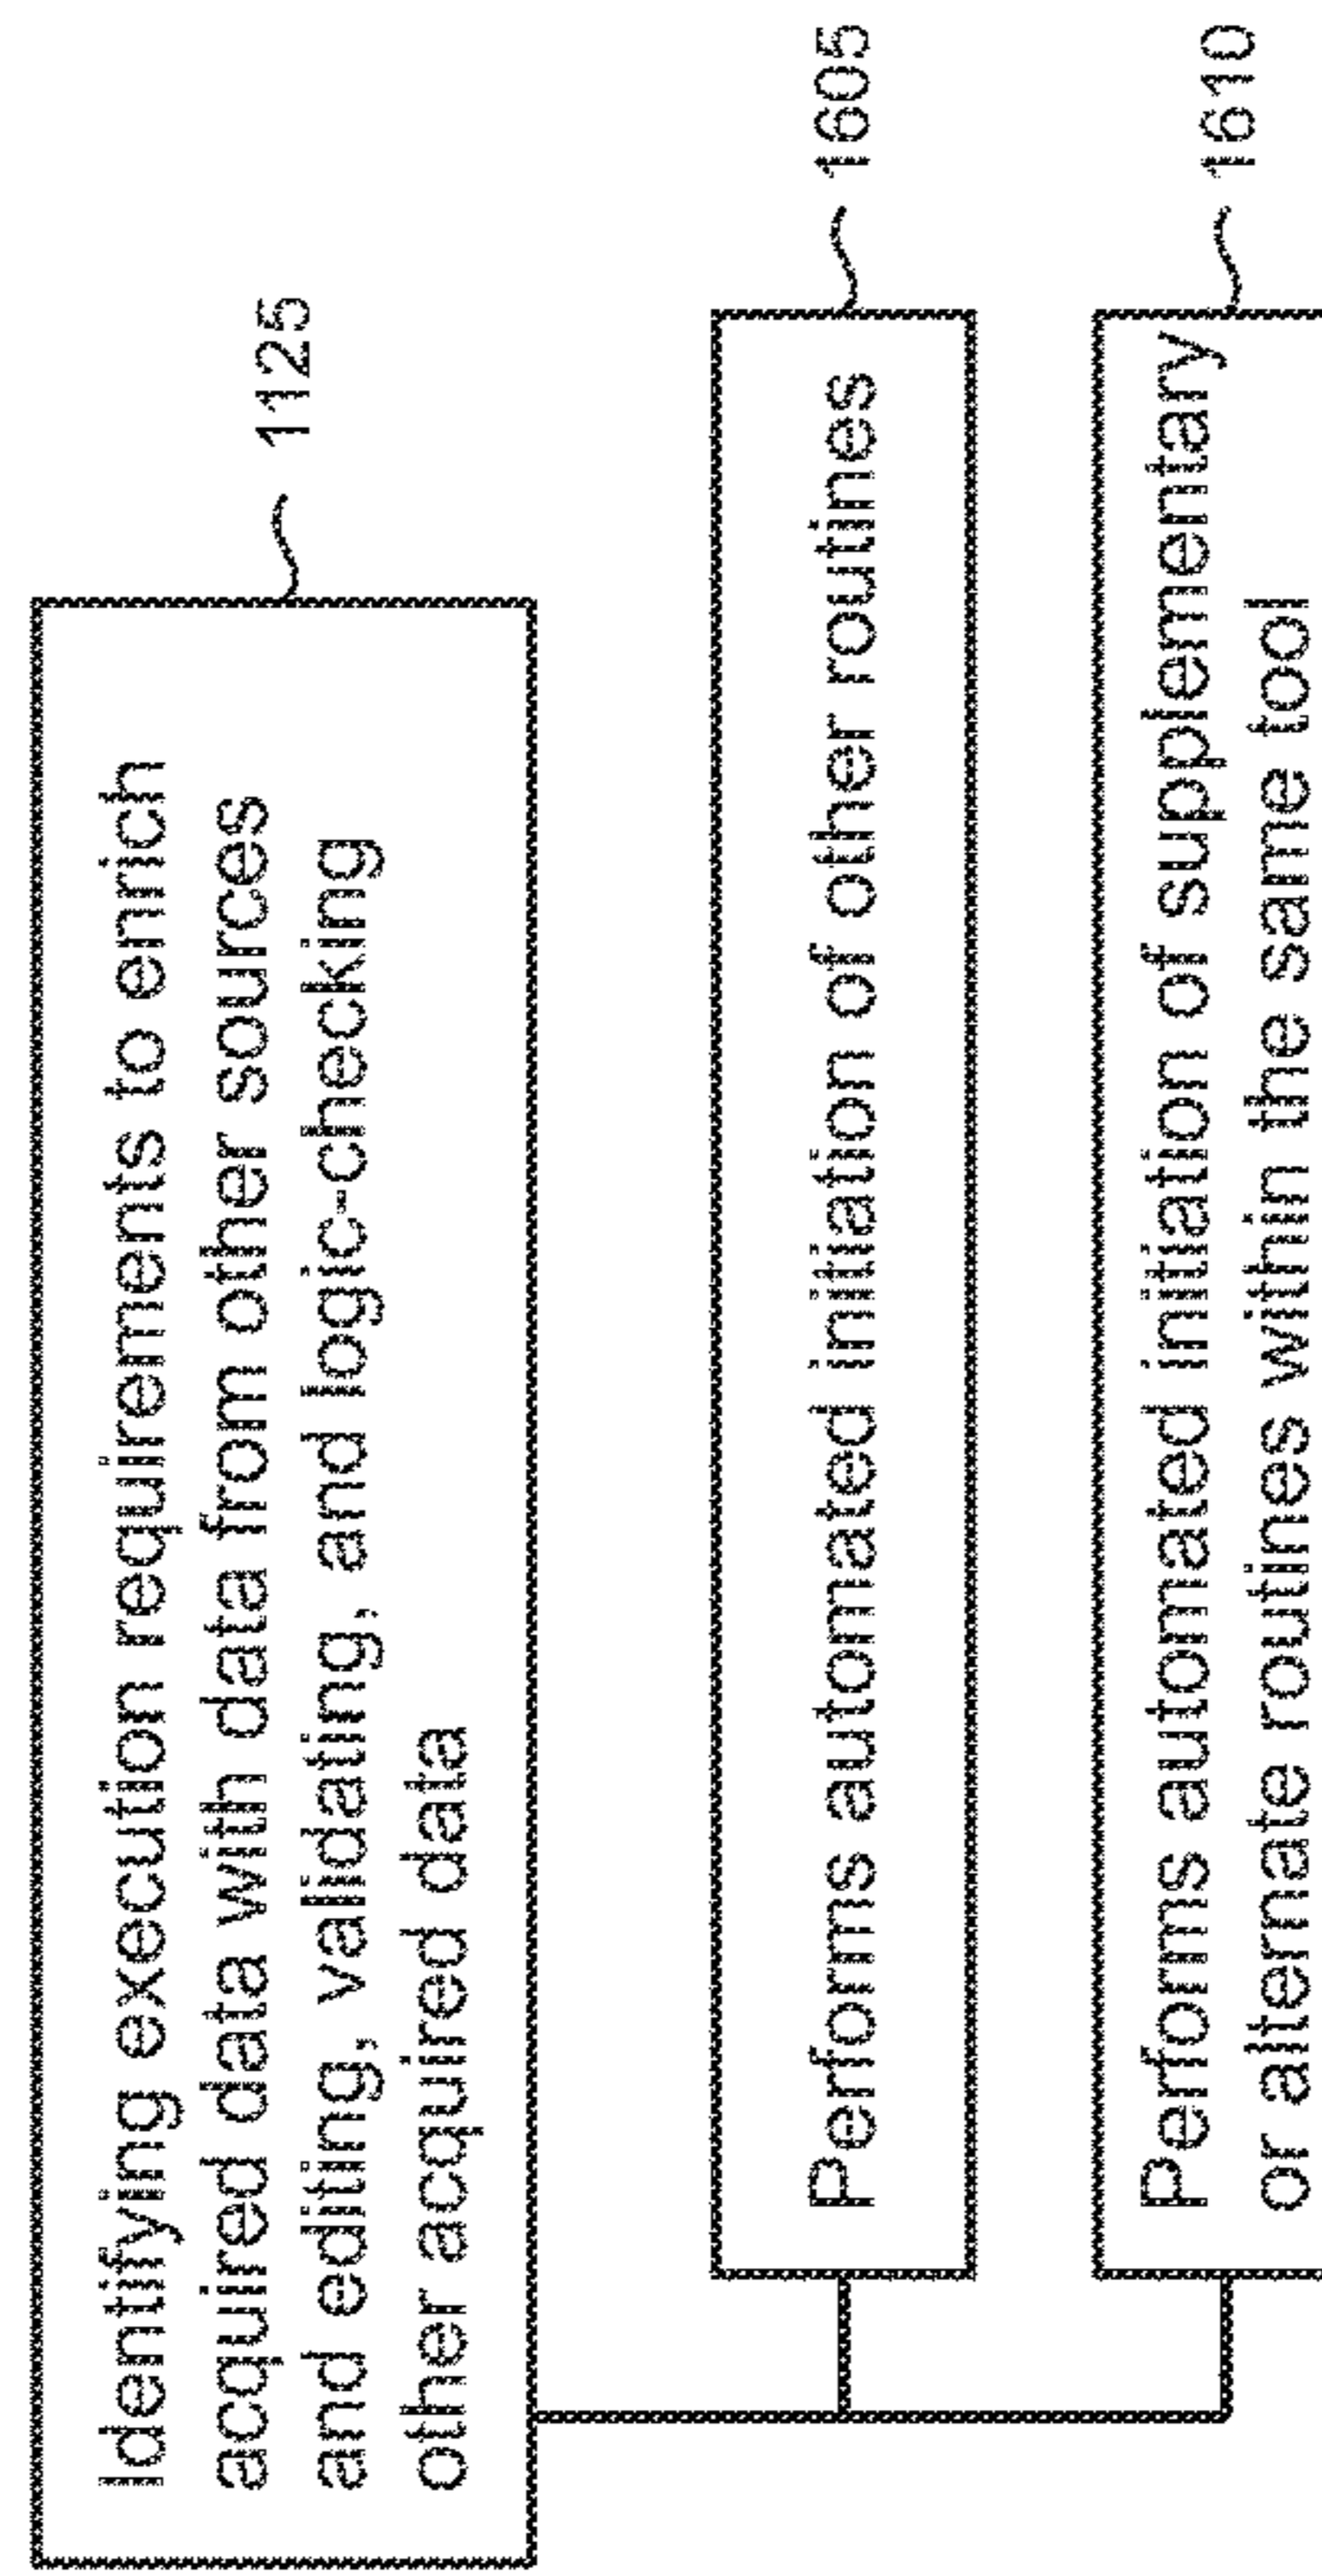 Identifying execution requirements to enrich
acquired data with data from other sources
and editing, validating, and logic-checking
other acquired data
1125
Performs automated initiation of other routines
1605
Performs automated initiation of supplementary
or alternate routines within the same tool
1610